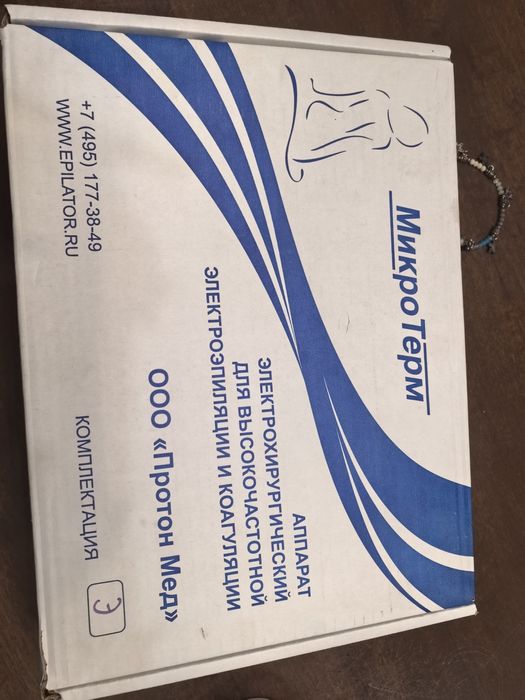 МикроТерм
АППАРАТ
ЭЛЕКТРОХИРУРГИЧЕСКИЙ
ДЛЯ ВЫСОКОЧАСТОТНОЙ
ЭЛЕКТРОЭПИЛЯЦИИ И КОАГУЛЯЦИИ
ООО «Протон Мед»
+7 (495) 177-38-49
WWW.EPILATOR.RU
КОМПЛЕКТАЦИЯ
Э